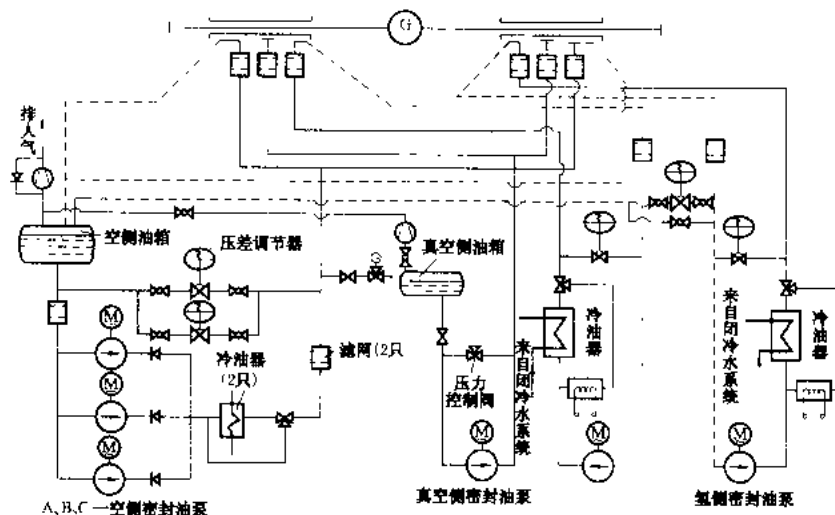 G
排人气
空侧油箱
压差调节器
真空侧油箱
M
冷油器
(2只)
滤网(2只
压力
控制阀
来自闭冷水系统
冷油器
来自闭冷水系统
冷油器
M
M
M
M
M
A、B、C 一空侧密封油泵
真空侧密封油泵
氢侧密封油泵